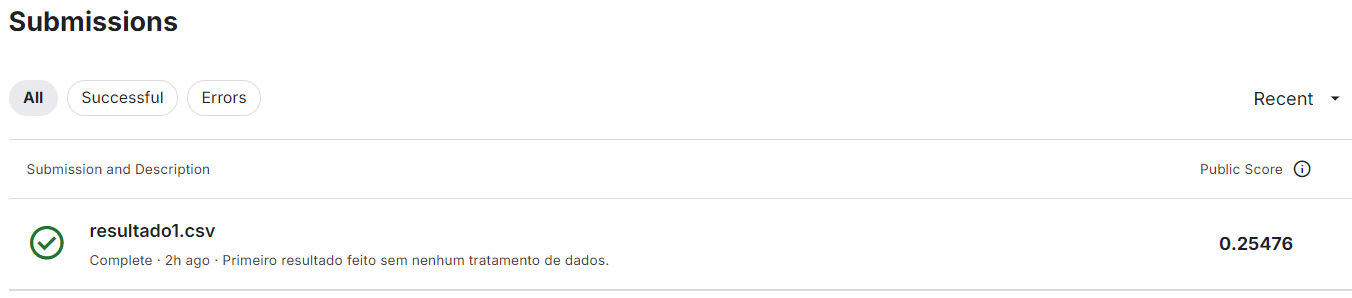 Submissions
All Successful Errors Recent
Submission and Description Public Score
resultado1.csv
0.25476
Complete · 2h ago · Primeiro resultado feito sem nenhum tratamento de dados.